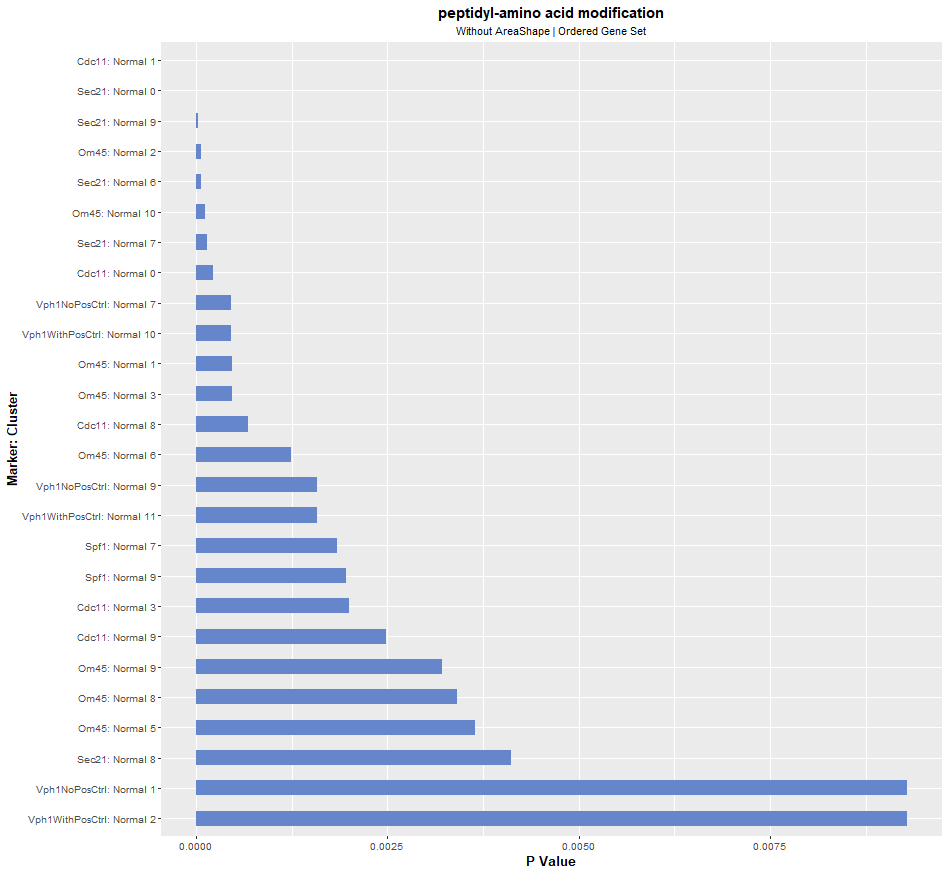 peptidyl-amino acid modification
Without AreaShape | Ordered Gene Set
Marker: Cluster
Cdc11: Normal 1
Sec21: Normal 0
Sec21: Normal 9
Om45: Normal 2
Sec21: Normal 6
Om45: Normal 10
Sec21: Normal 7
Cdc11: Normal 0
Vph1NoPosCtrl: Normal 7
Vph1WithPosCtrl: Normal 10
Om45: Normal 1
Om45: Normal 3
Cdc11: Normal 8
Om45: Normal 6
Vph1NoPosCtrl: Normal 9
Vph1WithPosCtrl: Normal 11
Spf1: Normal 7
Spf1: Normal 9
Cdc11: Normal 3
Cdc11: Normal 9
Om45: Normal 9
Om45: Normal 8
Om45: Normal 5
Sec21: Normal 8
Vph1NoPosCtrl: Normal 1
Vph1WithPosCtrl: Normal 2
0.0000 0.0025 0.0050 0.0075
P Value